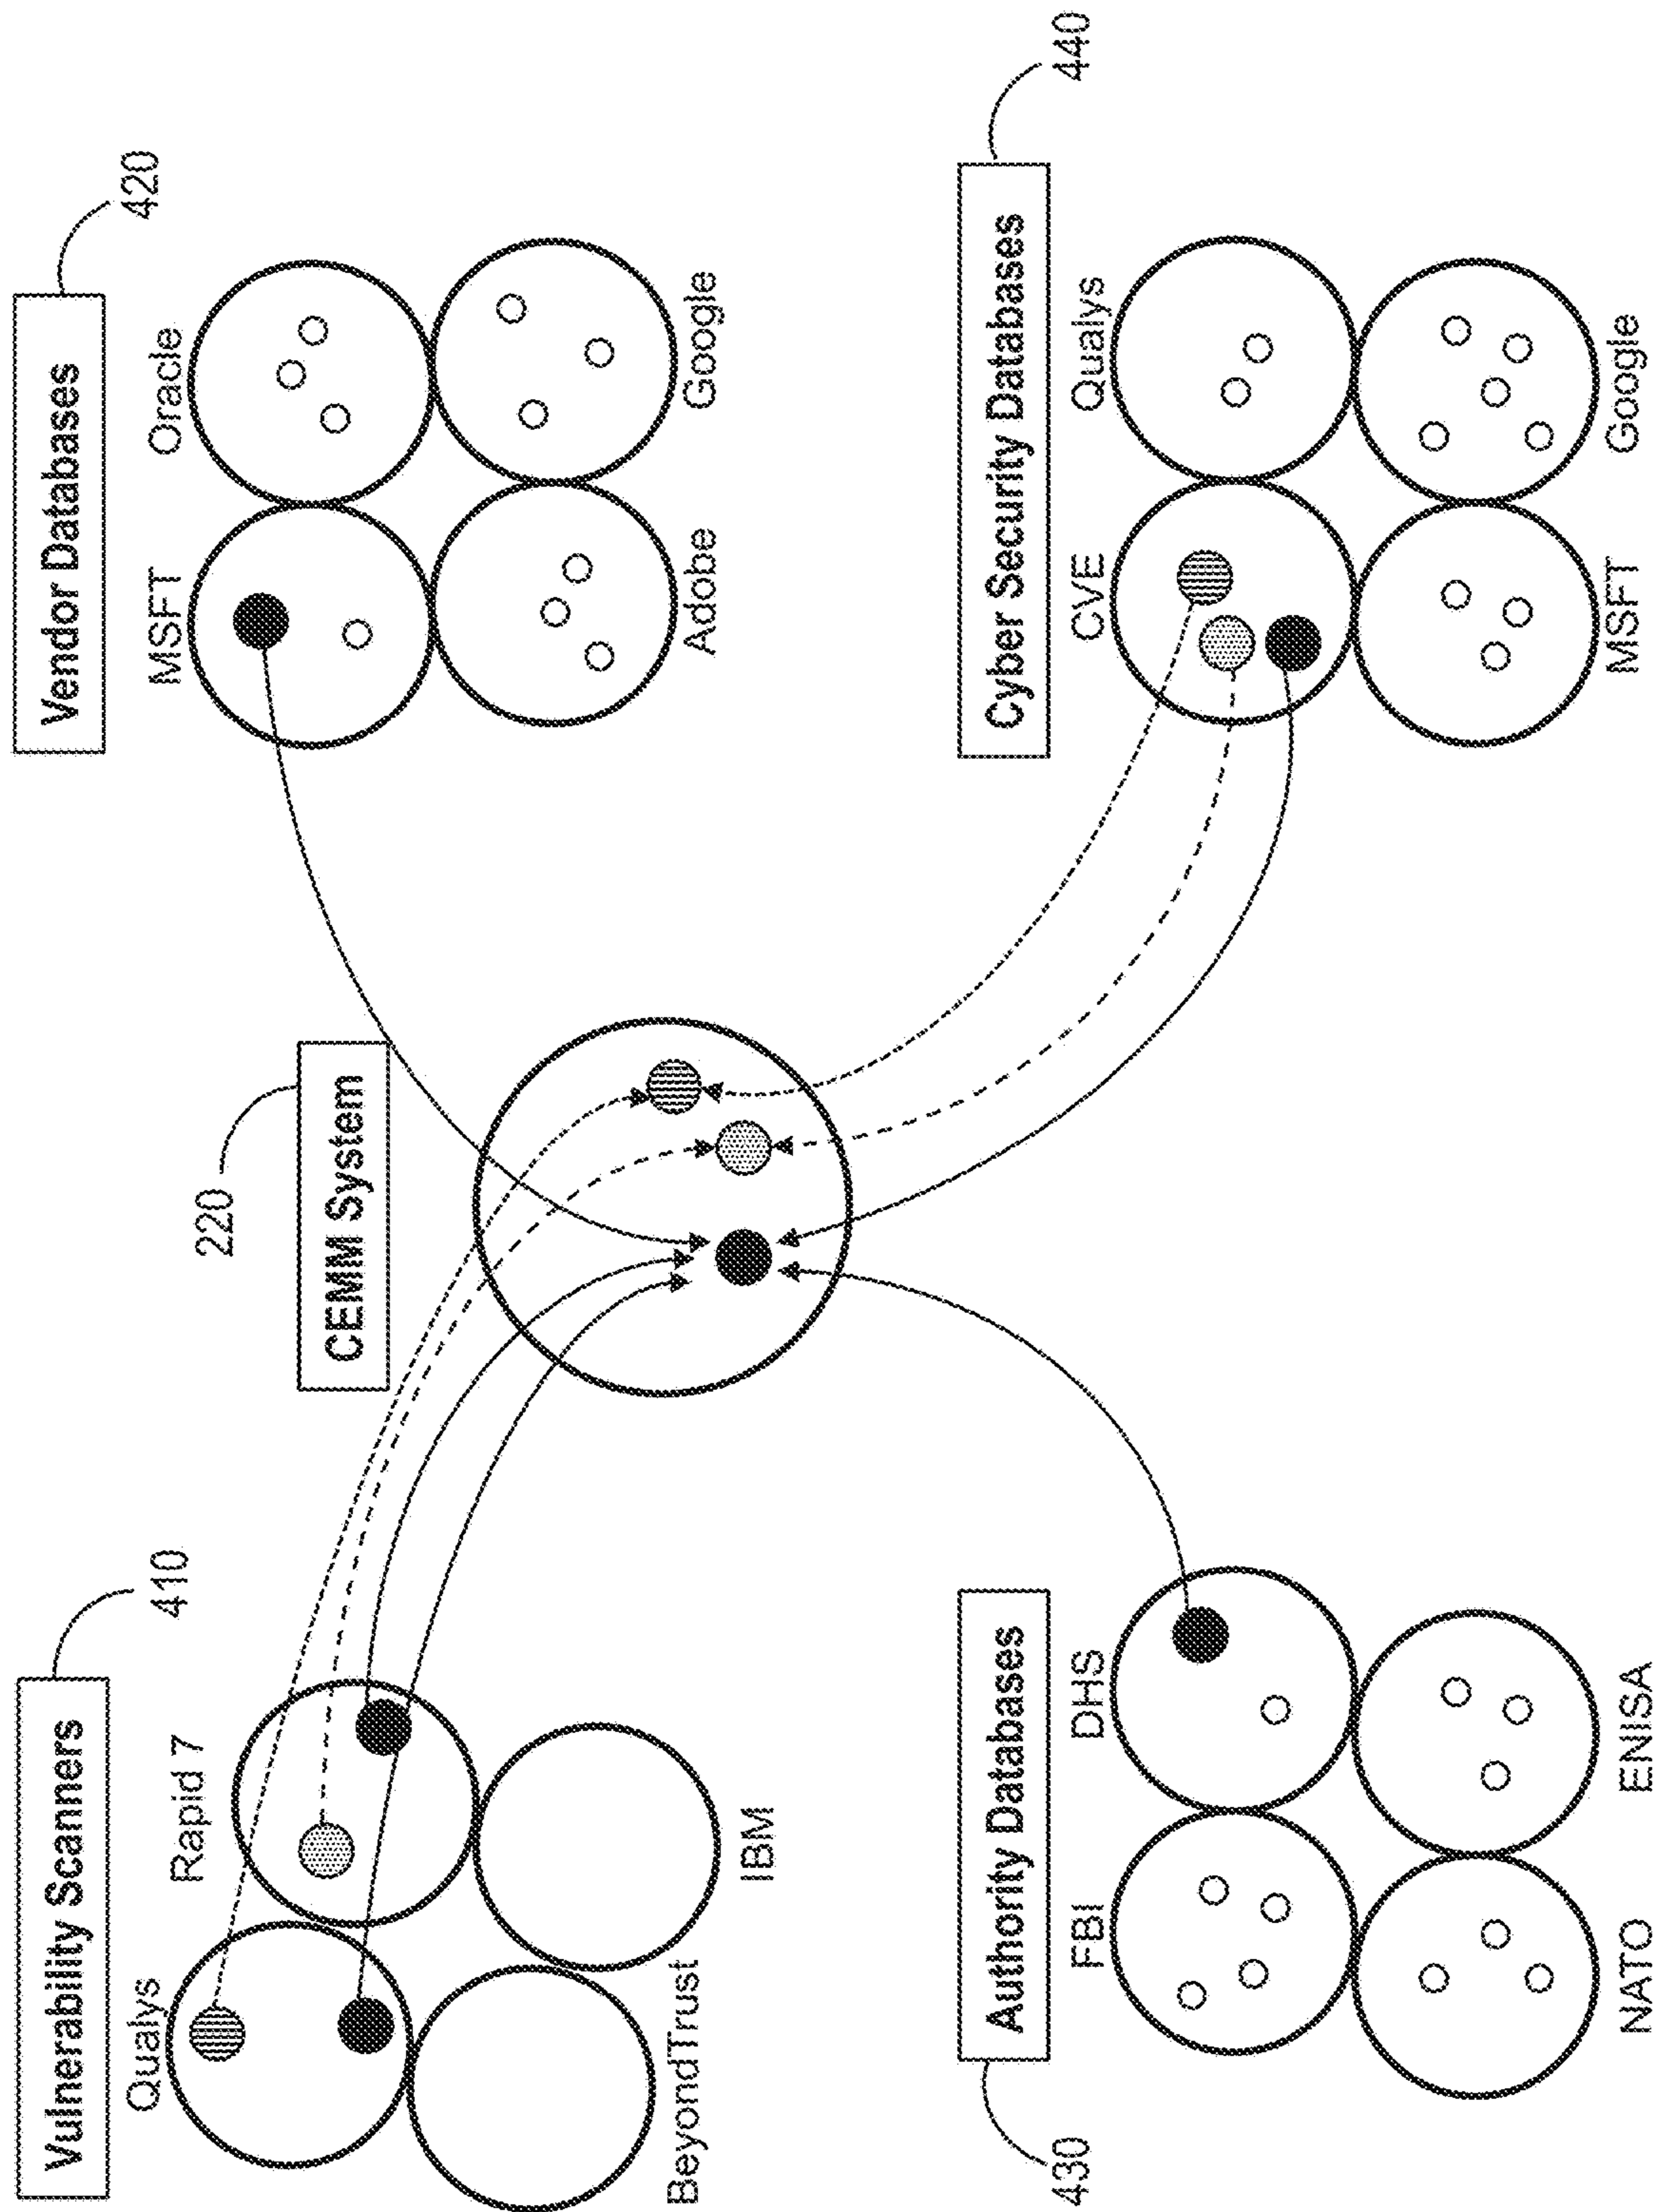 Vulnerability Scanners
410
Qualys
Rapid 7
BeyondTrust
IBM
220
CEMM System
Vendor Databases
420
MSFT
Oracle
Adobe
Google
Authority Databases
430
FBI
DHS
NATO
ENISA
Cyber Security Databases
440
CVE
Qualys
MSFT
Google